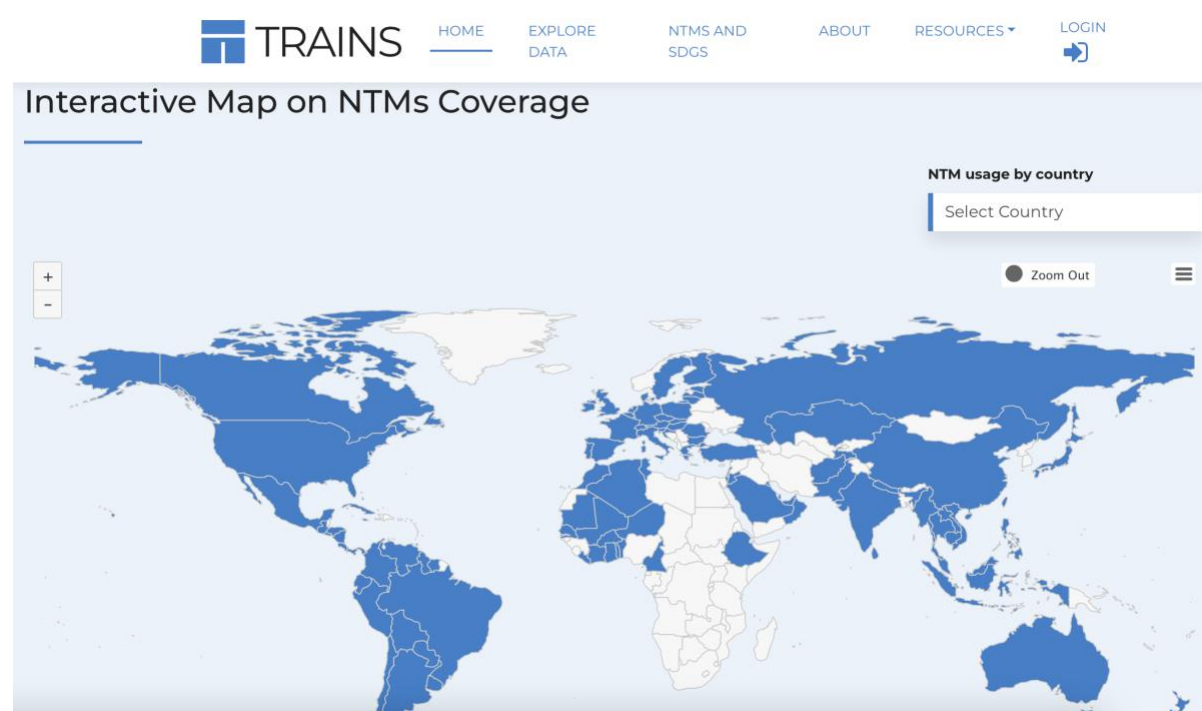 TRAINS
HOME
EXPLORE
DATA
NTMS AND
SDGS
ABOUT
RESOURCES
LOGIN
Interactive Map on NTMs Coverage
NTM usage by country
Select Country
+
Zoom Out
-